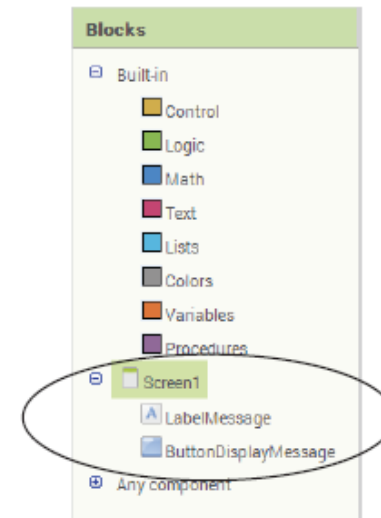 Blocks
Built-in
Control
Logic
Math
Text
Lists
Colors
Variables
Procedures
Screen1
A LabelMessage
ButtonDisplayMessage
Any component